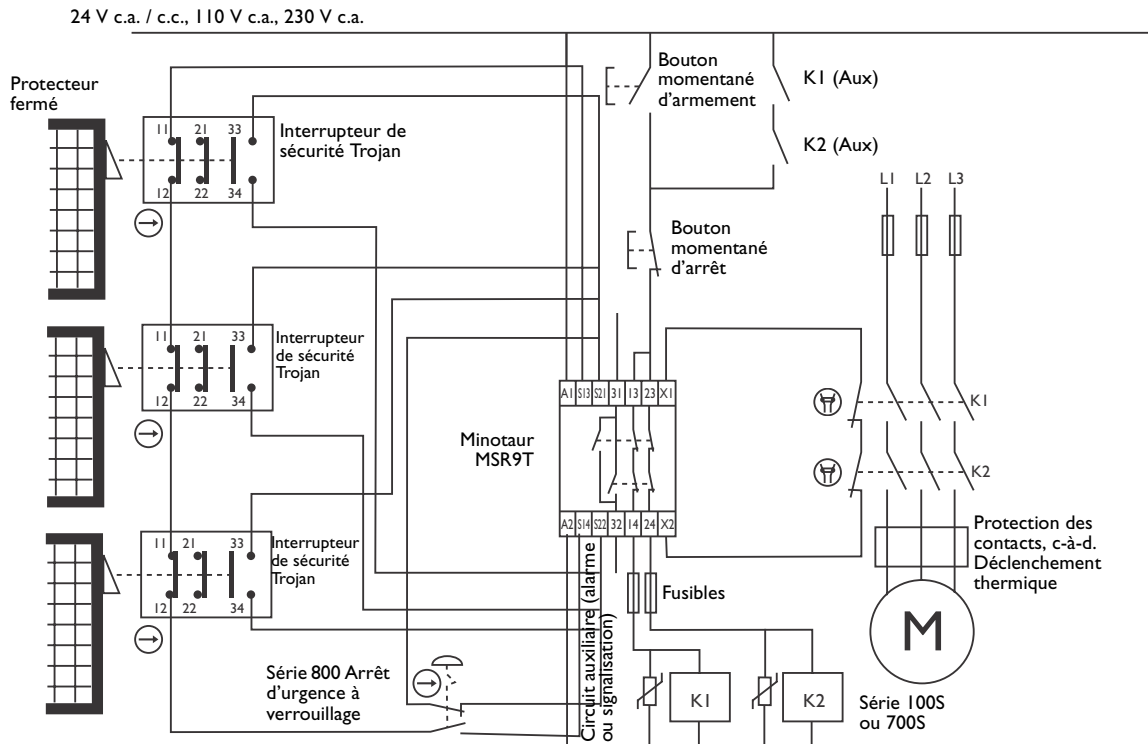 24 V c.a. / c.c., 110 V c.a., 230 V c.a.
Protecteur
fermé
11 21 33
12 22 34
Interrupteur de
sécurité Trojan
Bouton
momentané
d'armement
K1 (Aux)
K2 (Aux)
L1 L2 L3
Bouton
momentané
d'arrêt
11 21 33
12 22 34
Interrupteur
de sécurité
Trojan
A1 S13 S21 31 13 23 X1
Minotaur
MSR9T
A2 S14 S22 32 14 24 X2
K1
K2
11 21 33
12 22 34
Interrupteur
de sécurité
Trojan
Protection des
contacts, c-à-d.
Déclenchement
thermique
Fusibles
Circuit auxiliaire (alarme
ou signalisation)
Série 800 Arrêt
d'urgence à
verrouillage
K1
K2
M
Série 100S
ou 700S